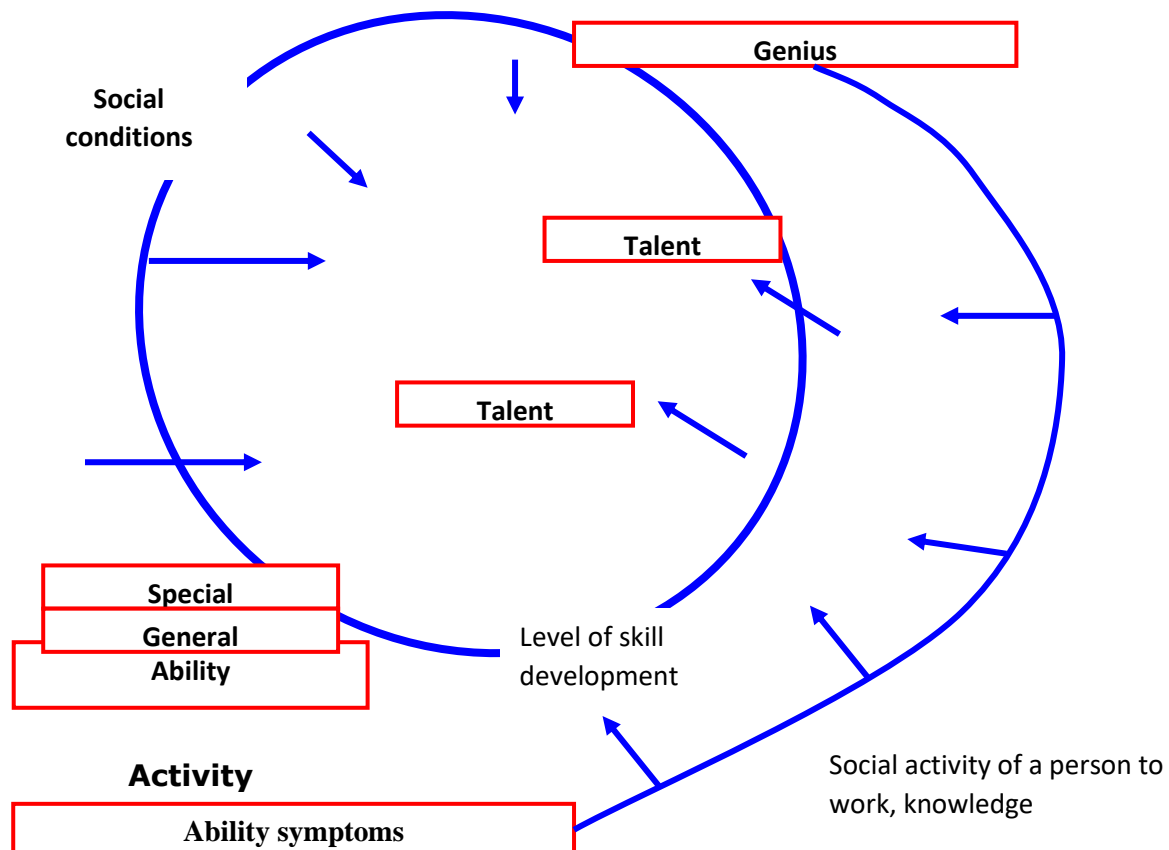 Genius
Social
conditions
Talent
Talent
Special
General
Ability
Level of skill
development
Activity
Social activity of a person to
work, knowledge
Ability symptoms